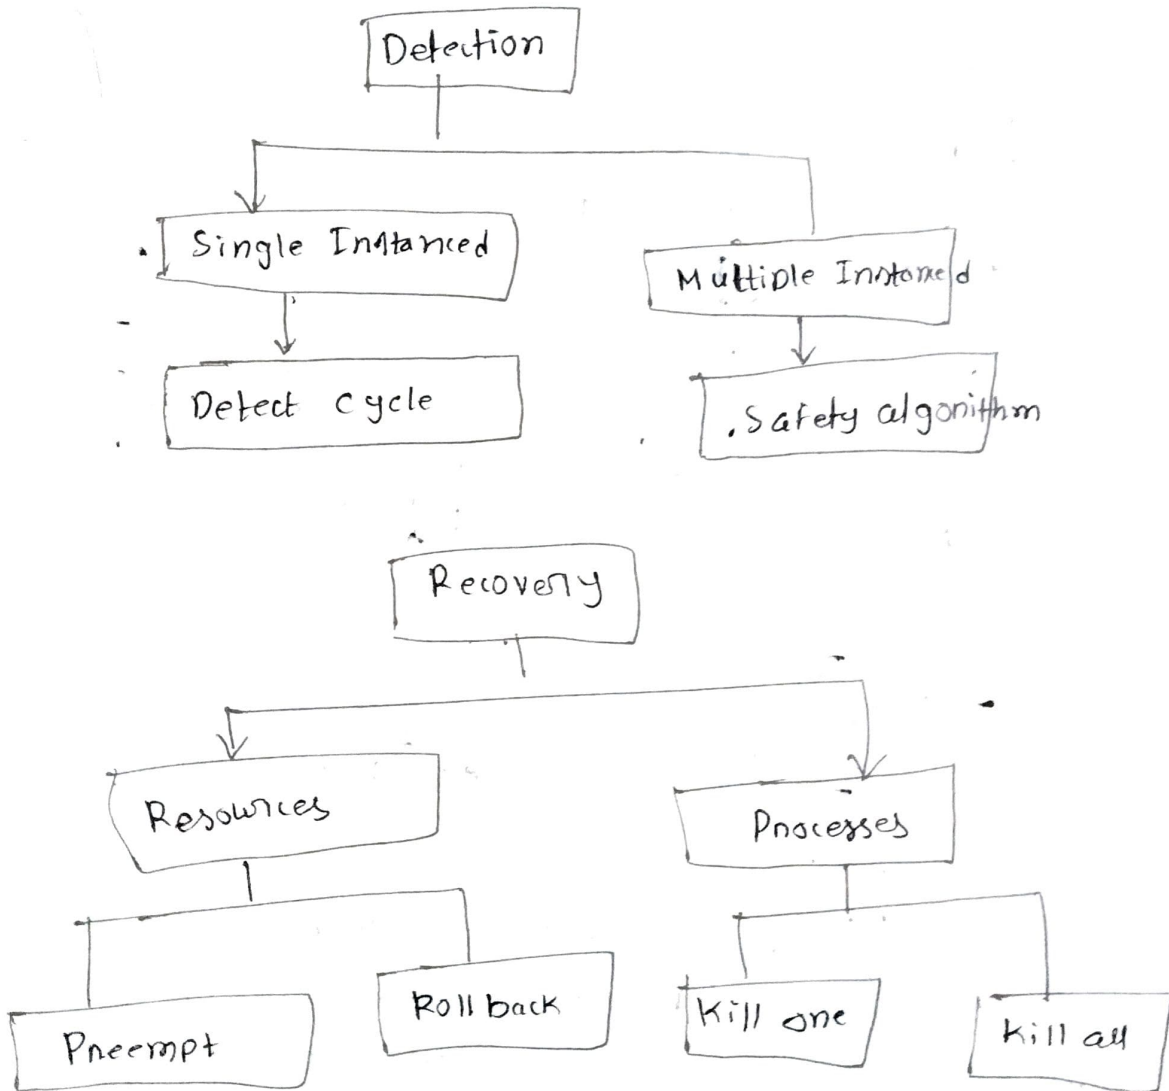 Detection
Single Instanced
Multiple Instanced
Detect cycle
Safety algorithm
Recovery
Resources
Processes
Preempt
Roll back
Kill one
Kill all